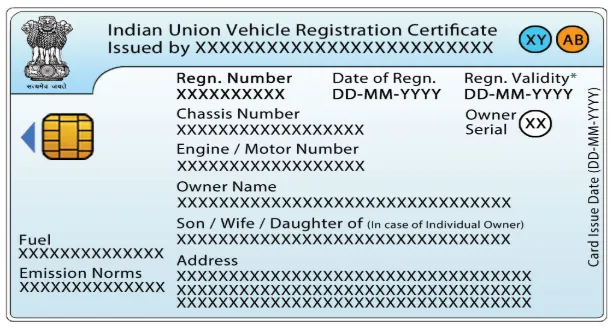 Indian Union Vehicle Registration Certificate
Issued by XXXXXXXXXXXXXXXXXXXXXXXXXX
XY AB
सत्यमेव जयते
Regn. Number Date of Regn. Regn. Validity*
XXXXXXXXXX DD-MM-YYYY DD-MM-YYYY
Chassis Number
XXXXXXXXXXXXXXXXXX
Owner
Serial XX
Engine / Motor Number
XXXXXXXXXXXXXXXXXX
Owner Name
XXXXXXXXXXXXXXXXXXXXXXXXXXXXXXXX
Son / Wife / Daughter of (In case of Individual Owner)
XXXXXXXXXXXXXXXXXXXXXXXXXXXXXXXX
Fuel
XXXXXXXXXXXXXX
Emission Norms
XXXXXXXXXXXXXX
Address
XXXXXXXXXXXXXXXXXXXXXXXXXXXXXXXXXX
XXXXXXXXXXXXXXXXXXXXXXXXXXXXXXXXXX
XXXXXXXXXXXXXXXXXXXXXXXXXXXXXXXXXX
Card Issue Date (DD-MM-YYYY)